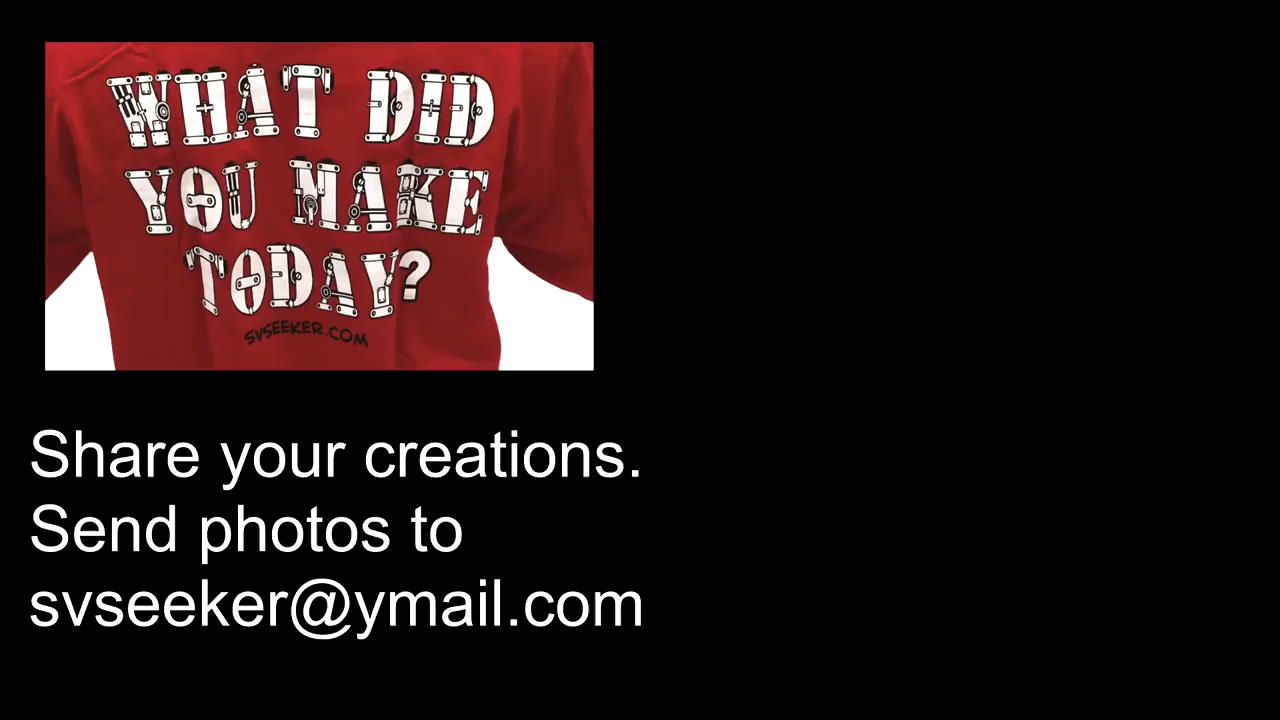 WHAT DID
YOU MAKE
TODAY?
SVSEEKER.COM
Share your creations.
Send photos to
svseeker@ymail.com